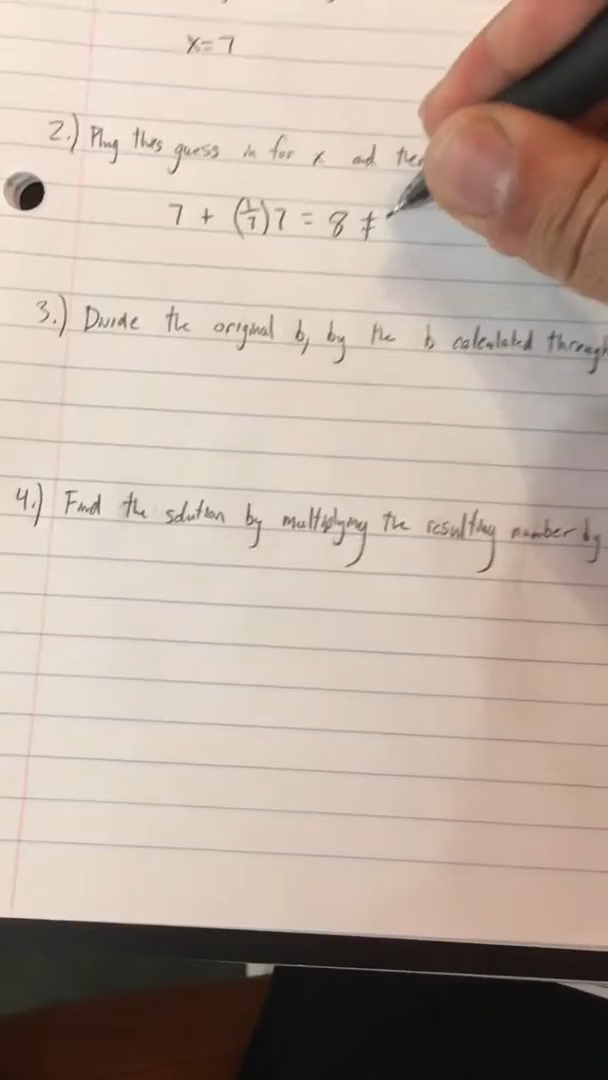 x=7
2.) Plug this guess in for x and then
7 + (1/7)7 = 8 ≠
3.) Divide the original b, by the b calculated through
4.) Find the solution by multiplying the resulting number by